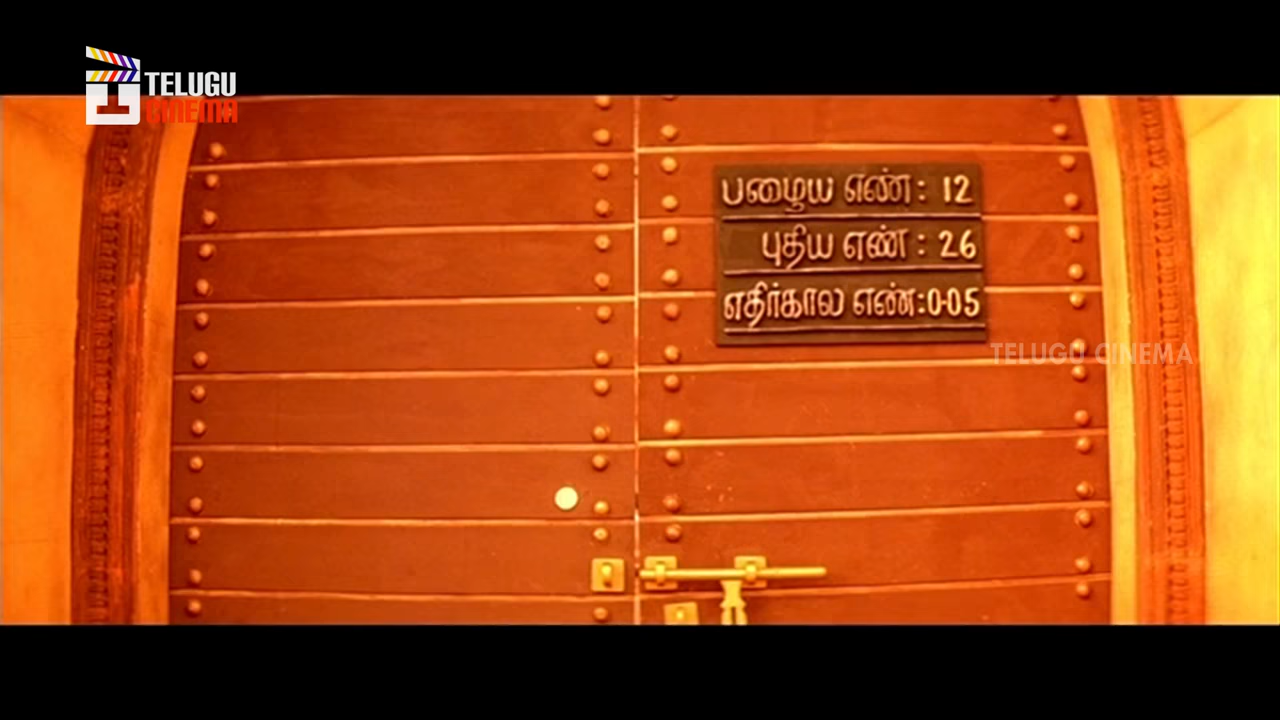 TELUGU
CINEMA
பழைய எண் : 12
புதிய எண் : 26
எதிர்கால எண்:0-05
TELUGU CINEMA